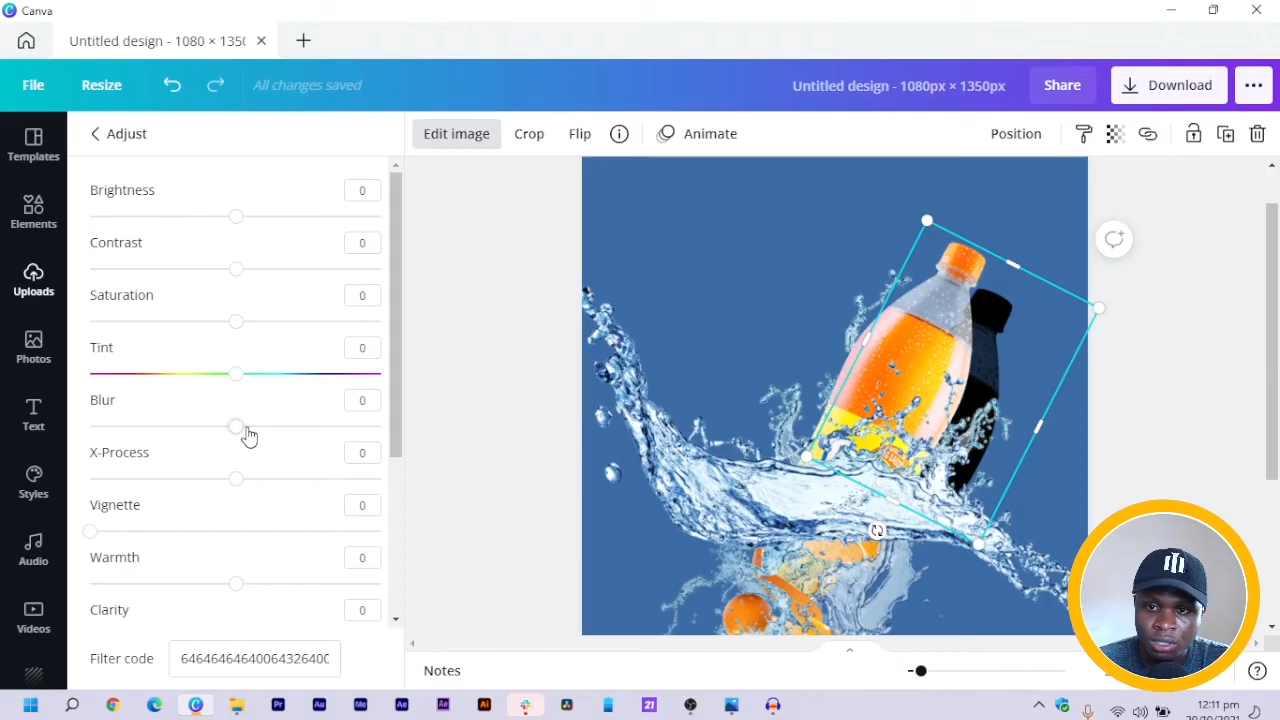 Canva
Untitled design - 1080 × 1350
File
Resize
All changes saved
Untitled design - 1080px × 1350px
Share
Download
Templates
Elements
Uploads
Photos
Text
Styles
Audio
Videos
Adjust
Edit image
Crop
Flip
Animate
Position
Brightness 0
Contrast 0
Saturation 0
Tint 0
Blur 0
X-Process 0
Vignette 0
Warmth 0
Clarity 0
Filter code
Notes
12:11 pm
20/10/2021